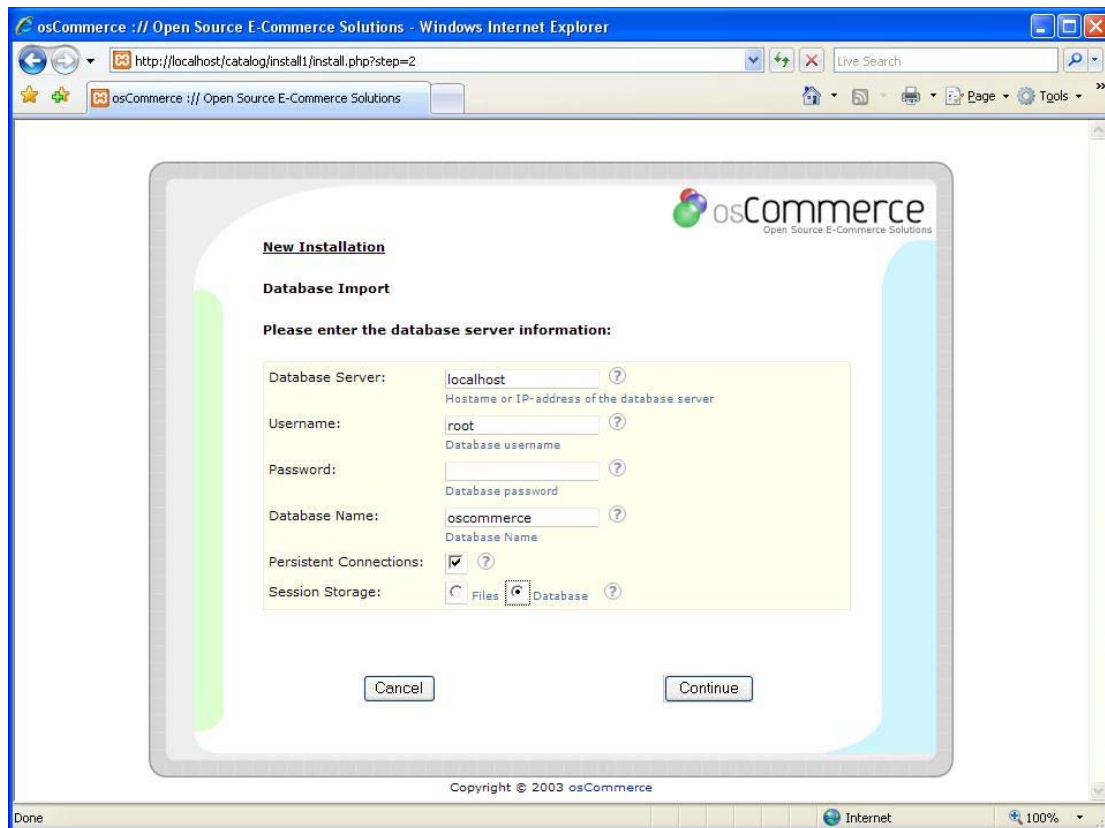 osCommerce :// Open Source E-Commerce Solutions - Windows Internet Explorer
http://localhost/catalog/install1/install.php?step=2
Live Search
osCommerce :// Open Source E-Commerce Solutions
Page
Tools
»
osCommerce
Open Source E-Commerce Solutions
New Installation
Database Import
Please enter the database server information:
Database Server: localhost ?
Hostame or IP-address of the database server
Username: root ?
Database username
Password: ?
Database password
Database Name: oscommerce ?
Database Name
Persistent Connections: ?
Session Storage: Files Database ?
Cancel Continue
Copyright © 2003 osCommerce
Done Internet 100%